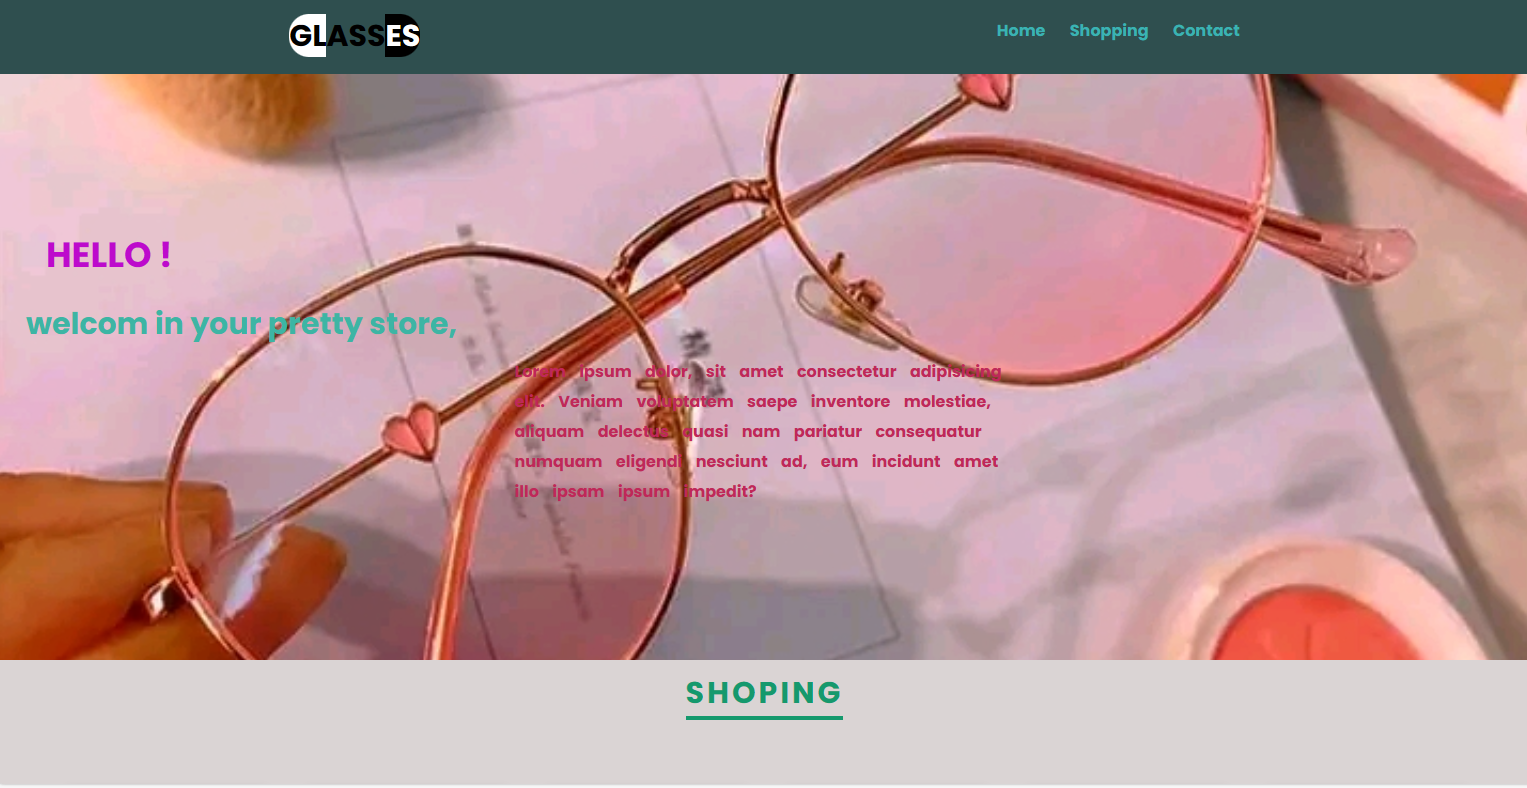 GLASSES
Home Shopping Contact
HELLO !
welcom in your pretty store,
Lorem ipsum dolor, sit amet consectetur adipisicing
elit. Veniam voluptatem saepe inventore molestiae,
aliquam delectus quasi nam pariatur consequatur
numquam eligendi nesciunt ad, eum incidunt amet
illo ipsam ipsum impedit?
SHOPING